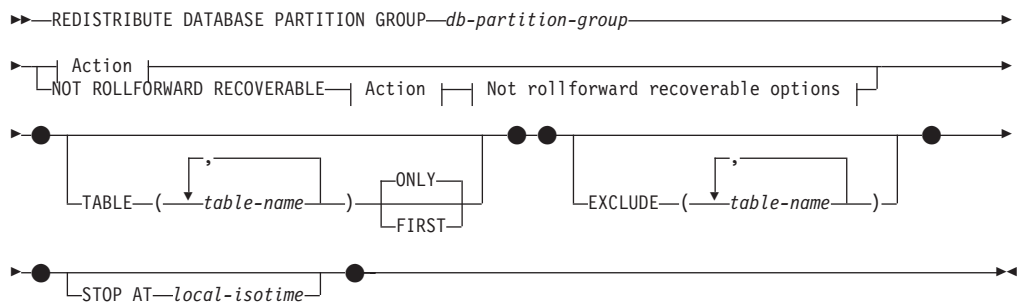 REDISTRIBUTE DATABASE PARTITION GROUP db-partition-group
Action
NOT ROLLFORWARD RECOVERABLE Action Not rollforward recoverable options
, ,
TABLE ( table-name ) ONLY EXCLUDE ( table-name )
FIRST
STOP AT local-isotime